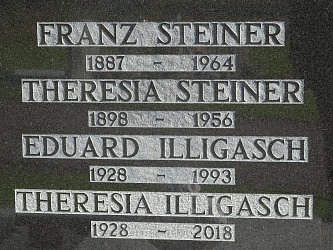 FRANZ STEINER
1887 - 1964
THERESIA STEINER
1898 - 1956
EDUARD ILLIGASCH
1928 - 1993
THERESIA ILLIGASCH
1928 - 2018